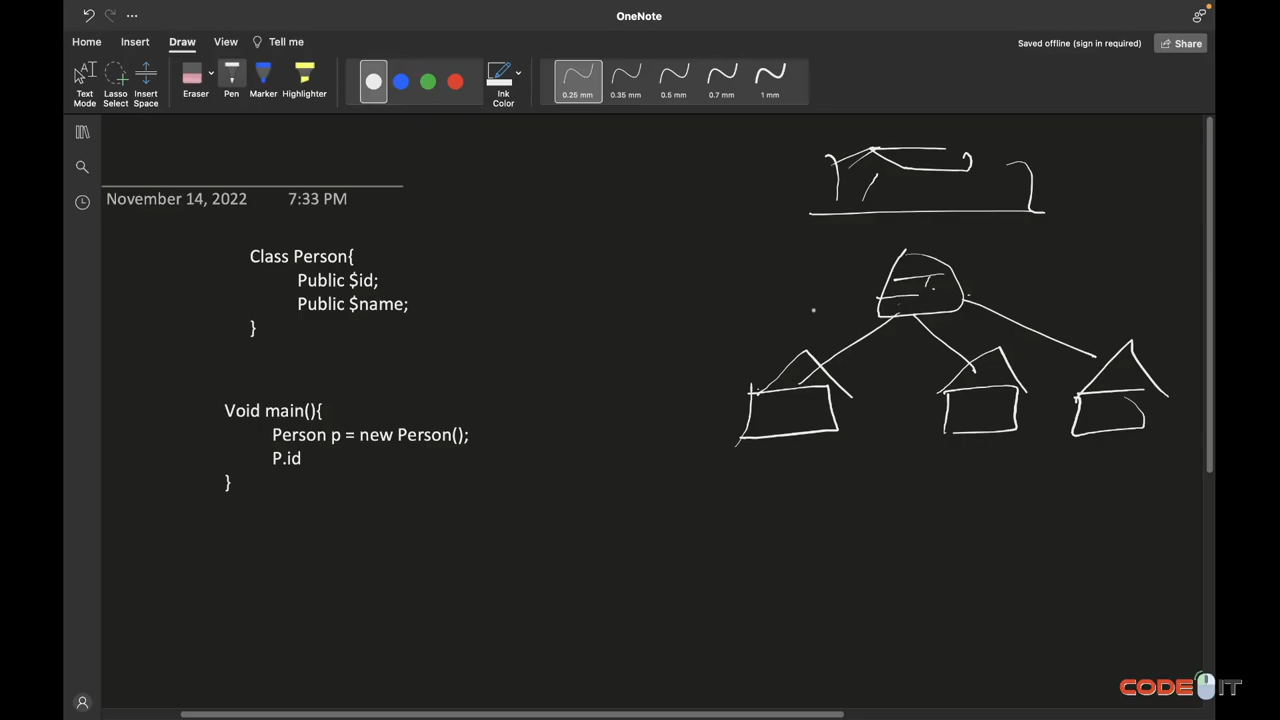 OneNote
Home Insert Draw View Tell me
Saved offline (sign in required) Share
Text Mode
Lasso Select
Insert Space
Eraser
Pen
Marker
Highlighter
Ink Color
0.25 mm 0.35 mm 0.5 mm 0.7 mm 1 mm
November 14, 2022 7:33 PM
Class Person{
Public $id;
Public $name;
}
Void main(){
Person p = new Person();
P.id
}
CODE IT